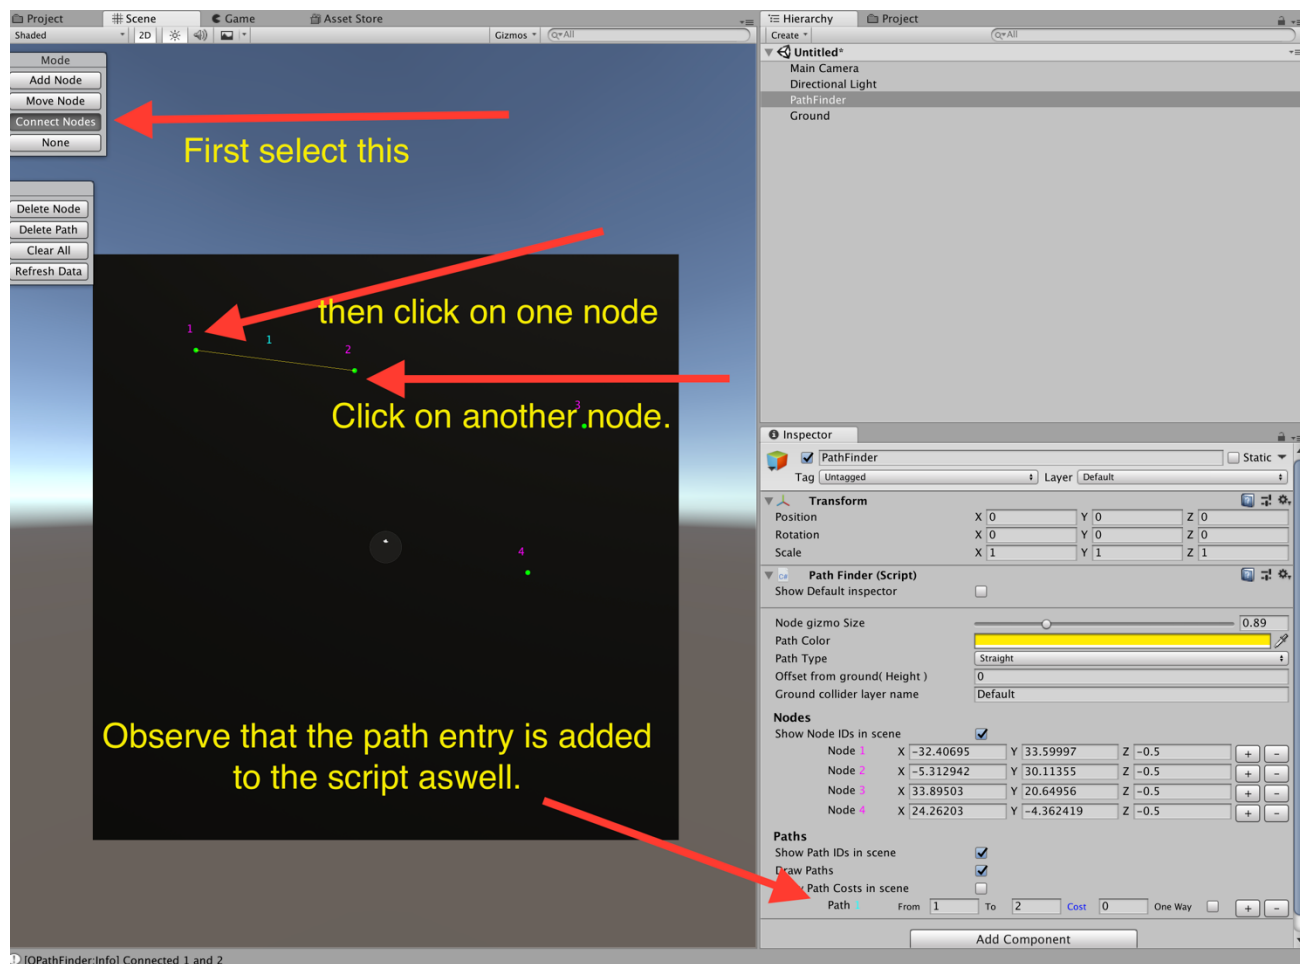 Project
Scene
Game
Asset Store
Shaded
2D
Gizmos
All
Mode
Add Node
Move Node
Connect Nodes
None
Delete Node
Delete Path
Clear All
Refresh Data
First select this
then click on one node
Click on another node.
Observe that the path entry is added
to the script aswell.
1
1
2
3
4
[QPathFinder:Info] Connected 1 and 2
Hierarchy
Project
Create
All
Untitled*
Main Camera
Directional Light
PathFinder
Ground
Inspector
PathFinder
Static
Tag Untagged Layer Default
Transform
Position X 0 Y 0 Z 0
Rotation X 0 Y 0 Z 0
Scale X 1 Y 1 Z 1
Path Finder (Script)
Show Default inspector
Node gizmo Size 0.89
Path Color
Path Type Straight
Offset from ground( Height ) 0
Ground collider layer name Default
Nodes
Show Node IDs in scene
Node 1 X -32.40695 Y 33.59997 Z -0.5 + -
Node 2 X -5.312942 Y 30.11355 Z -0.5 + -
Node 3 X 33.89503 Y 20.64956 Z -0.5 + -
Node 4 X 24.26203 Y -4.362419 Z -0.5 + -
Paths
Show Path IDs in scene
Draw Paths
Path Costs in scene
Path From 1 To 2 Cost 0 One Way + -
Add Component